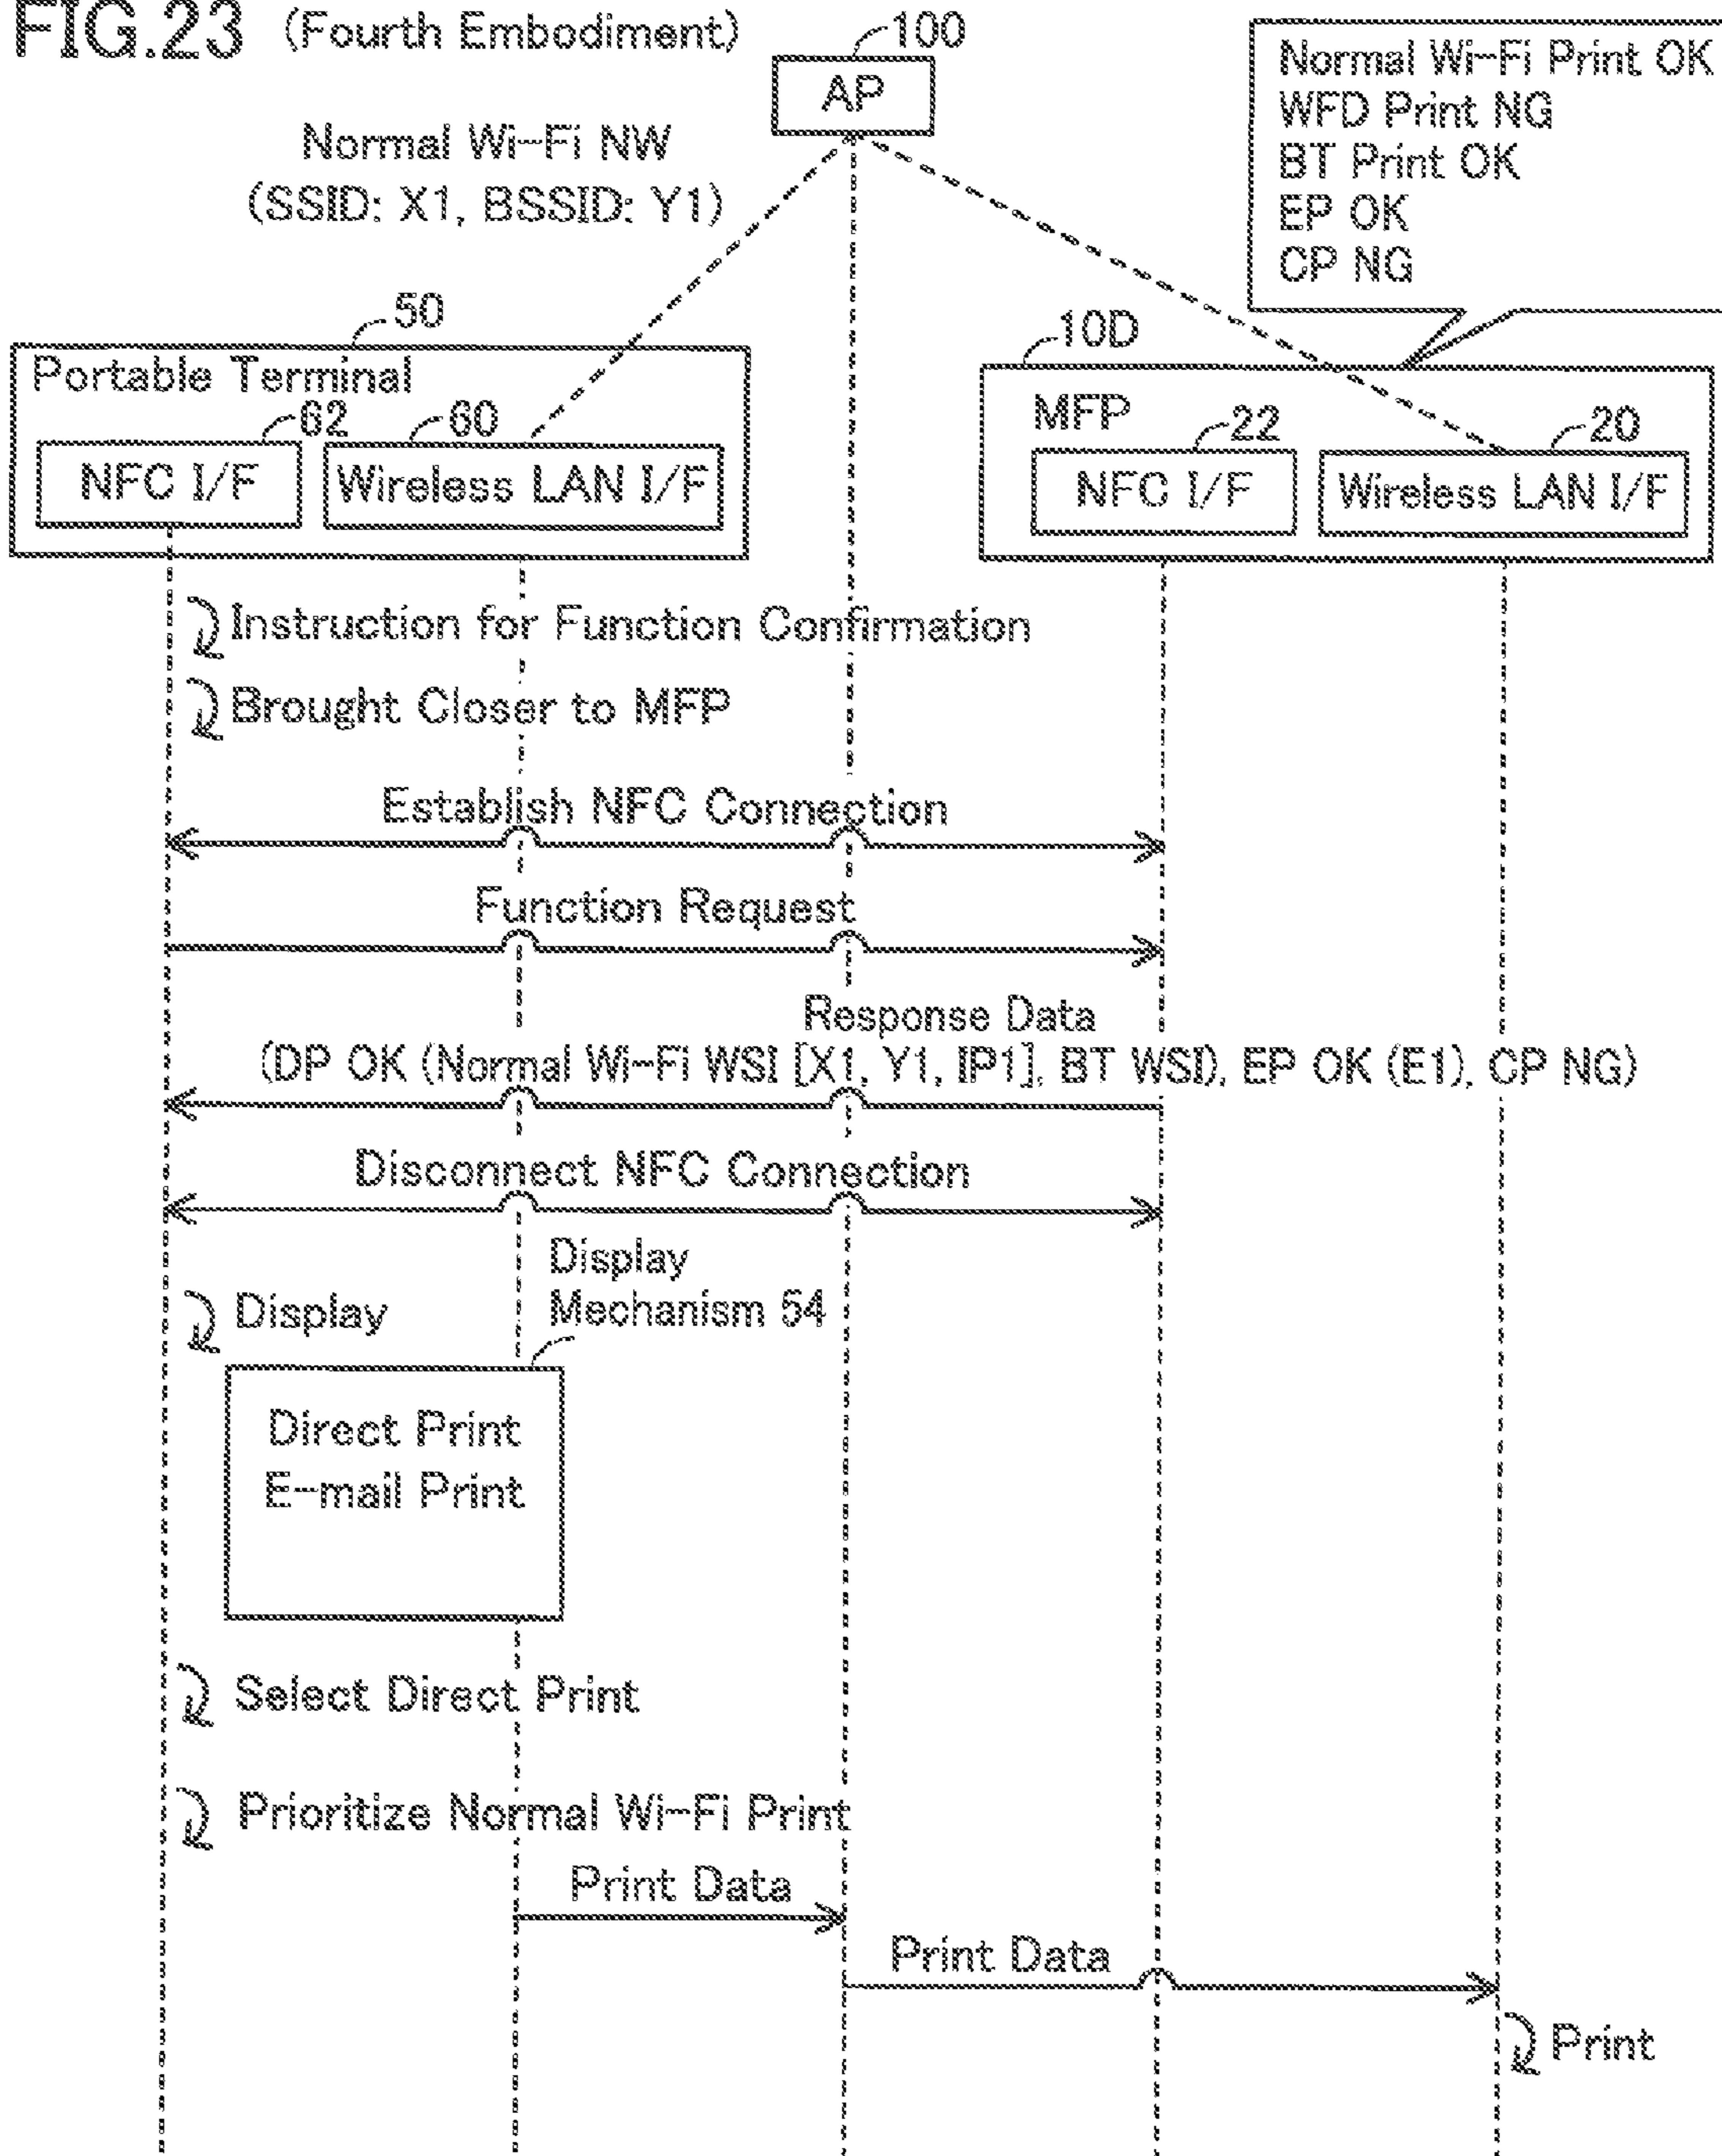 FIG.23 (Fourth Embodiment)
100
AP
Normal Wi-Fi NW
(SSID: X1, BSSID: Y1)
Normal Wi-Fi Print OK
WFD Print NG
BT Print OK
EP OK
CP NG
50
Portable Terminal
62
60
NFC I/F
Wireless LAN I/F
10D
MFP
22
20
NFC I/F
Wireless LAN I/F
Instruction for Function Confirmation
Brought Closer to MFP
Establish NFC Connection
Function Request
Response Data
(DP OK (Normal Wi-Fi WSI [X1, Y1, IP1], BT WSI), EP OK (E1), CP NG)
Disconnect NFC Connection
Display
Mechanism 54
Display
Direct Print
E-mail Print
Select Direct Print
Prioritize Normal Wi-Fi Print
Print Data
Print Data
Print